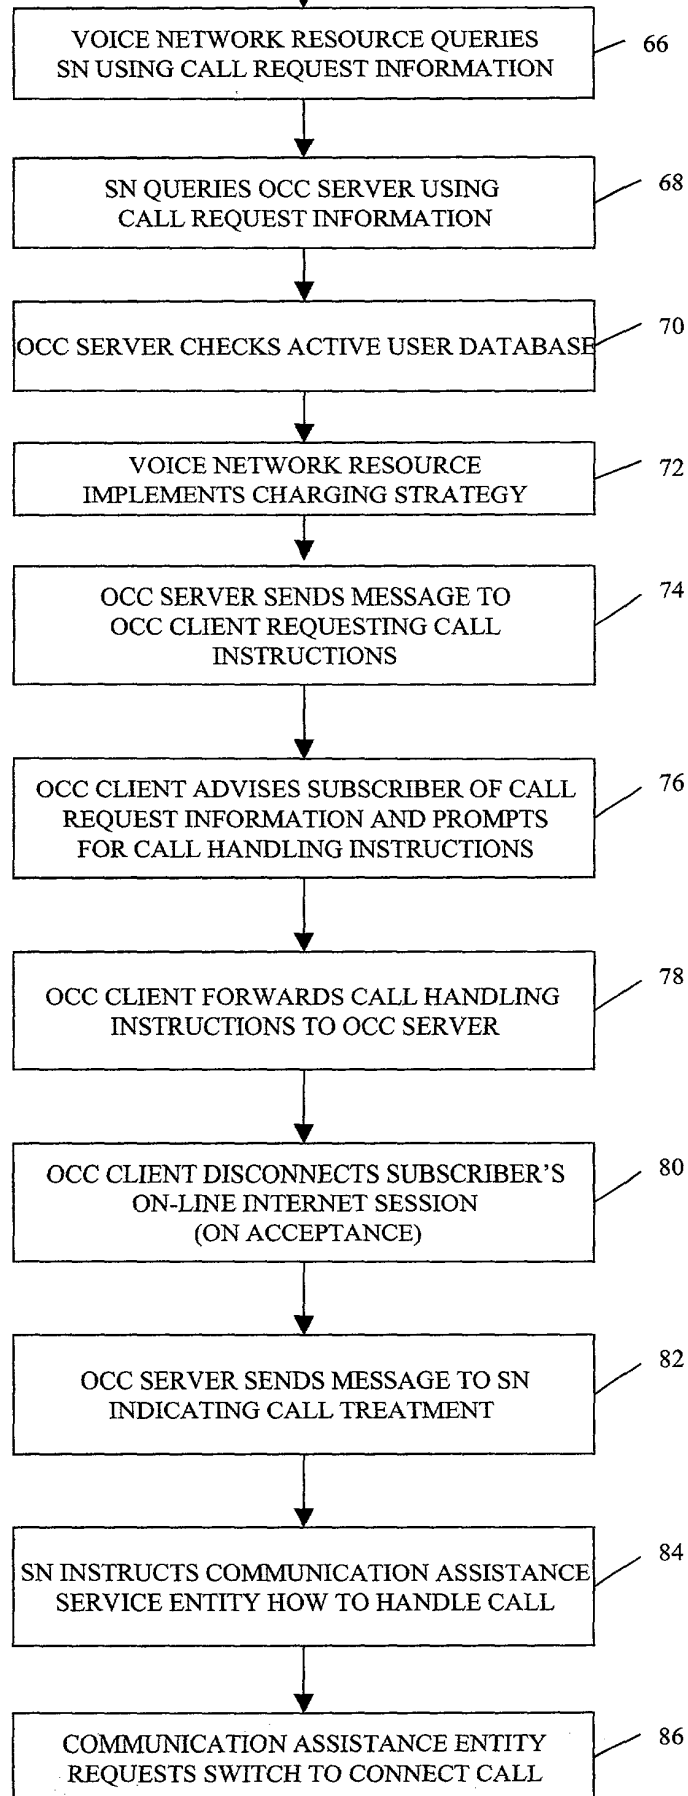 VOICE NETWORK RESOURCE QUERIES
SN USING CALL REQUEST INFORMATION
66
SN QUERIES OCC SERVER USING
CALL REQUEST INFORMATION
68
OCC SERVER CHECKS ACTIVE USER DATABASE
70
VOICE NETWORK RESOURCE
IMPLEMENTS CHARGING STRATEGY
72
OCC SERVER SENDS MESSAGE TO
OCC CLIENT REQUESTING CALL
INSTRUCTIONS
74
OCC CLIENT ADVISES SUBSCRIBER OF CALL
REQUEST INFORMATION AND PROMPTS
FOR CALL HANDLING INSTRUCTIONS
76
OCC CLIENT FORWARDS CALL HANDLING
INSTRUCTIONS TO OCC SERVER
78
OCC CLIENT DISCONNECTS SUBSCRIBER'S
ON-LINE INTERNET SESSION
(ON ACCEPTANCE)
80
OCC SERVER SENDS MESSAGE TO SN
INDICATING CALL TREATMENT
82
SN INSTRUCTS COMMUNICATION ASSISTANCE
SERVICE ENTITY HOW TO HANDLE CALL
84
COMMUNICATION ASSISTANCE ENTITY
REQUESTS SWITCH TO CONNECT CALL
86